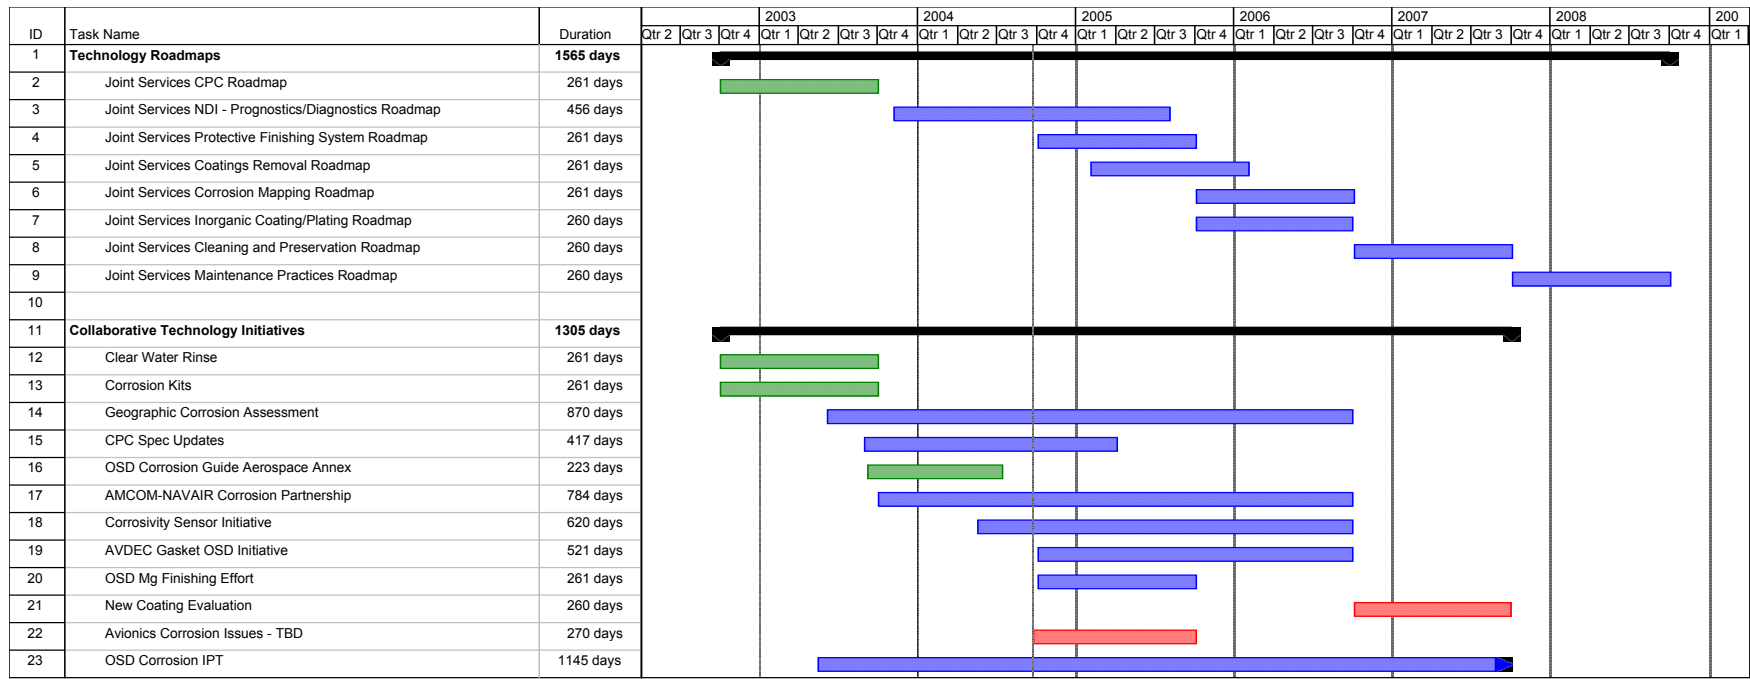 2003 2004 2005 2006 2007 2008 200
ID Task Name Duration Qtr 2 Qtr 3 Qtr 4 Qtr 1 Qtr 2 Qtr 3 Qtr 4 Qtr 1 Qtr 2 Qtr 3 Qtr 4 Qtr 1 Qtr 2 Qtr 3 Qtr 4 Qtr 1 Qtr 2 Qtr 3 Qtr 4 Qtr 1 Qtr 2 Qtr 3 Qtr 4 Qtr 1 Qtr 2 Qtr 3 Qtr 4 Qtr 1
1 Technology Roadmaps 1565 days
2 Joint Services CPC Roadmap 261 days
3 Joint Services NDI - Prognostics/Diagnostics Roadmap 456 days
4 Joint Services Protective Finishing System Roadmap 261 days
5 Joint Services Coatings Removal Roadmap 261 days
6 Joint Services Corrosion Mapping Roadmap 261 days
7 Joint Services Inorganic Coating/Plating Roadmap 260 days
8 Joint Services Cleaning and Preservation Roadmap 260 days
9 Joint Services Maintenance Practices Roadmap 260 days
10
11 Collaborative Technology Initiatives 1305 days
12 Clear Water Rinse 261 days
13 Corrosion Kits 261 days
14 Geographic Corrosion Assessment 870 days
15 CPC Spec Updates 417 days
16 OSD Corrosion Guide Aerospace Annex 223 days
17 AMCOM-NAVAIR Corrosion Partnership 784 days
18 Corrosivity Sensor Initiative 620 days
19 AVDEC Gasket OSD Initiative 521 days
20 OSD Mg Finishing Effort 261 days
21 New Coating Evaluation 260 days
22 Avionics Corrosion Issues - TBD 270 days
23 OSD Corrosion IPT 1145 days